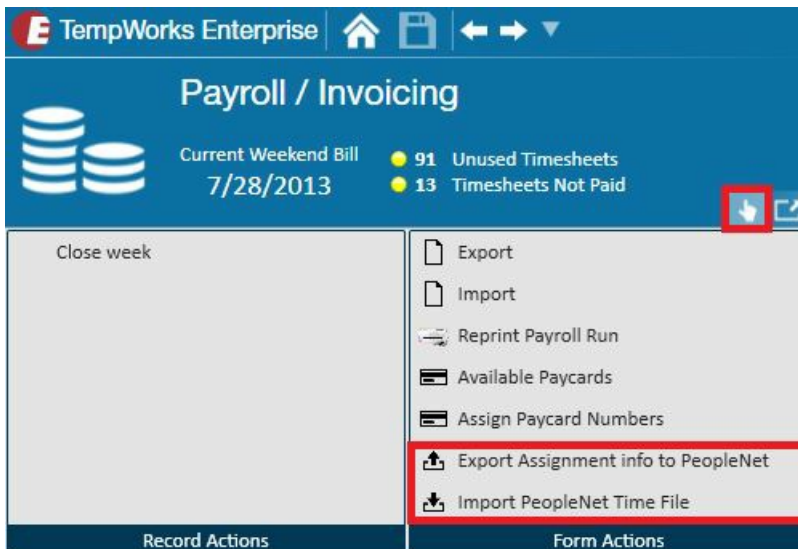 E TempWorks Enterprise
Payroll / Invoicing
Current Weekend Bill
7/28/2013
91 Unused Timesheets
13 Timesheets Not Paid
Close week
Export
Import
Reprint Payroll Run
Available Paycards
Assign Paycard Numbers
Export Assignment info to PeopleNet
Import PeopleNet Time File
Record Actions
Form Actions